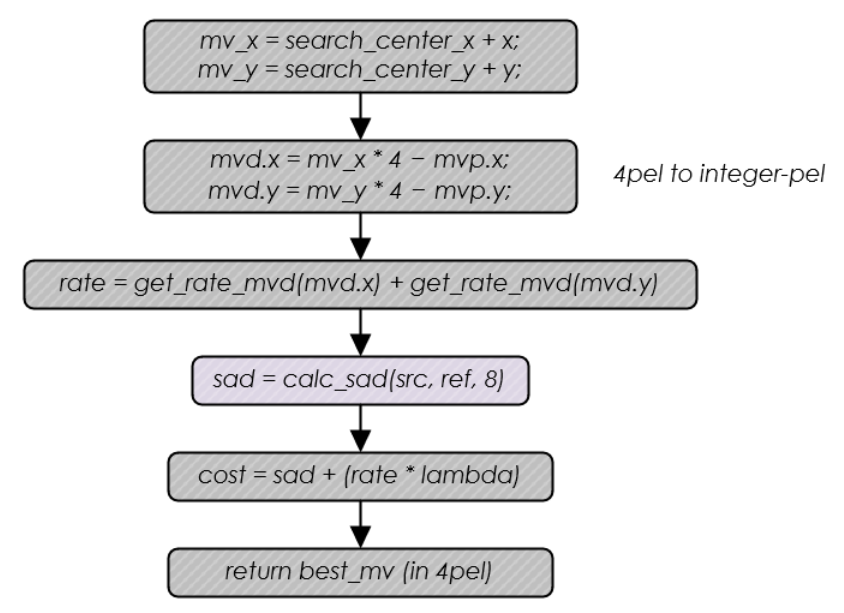 mv_x = search_center_x + x;
mv_y = search_center_y + y;
mvd.x = mv_x * 4 − mvp.x;
mvd.y = mv_y * 4 − mvp.y;
4pel to integer-pel
rate = get_rate_mvd(mvd.x) + get_rate_mvd(mvd.y)
sad = calc_sad(src, ref, 8)
cost = sad + (rate * lambda)
return best_mv (in 4pel)